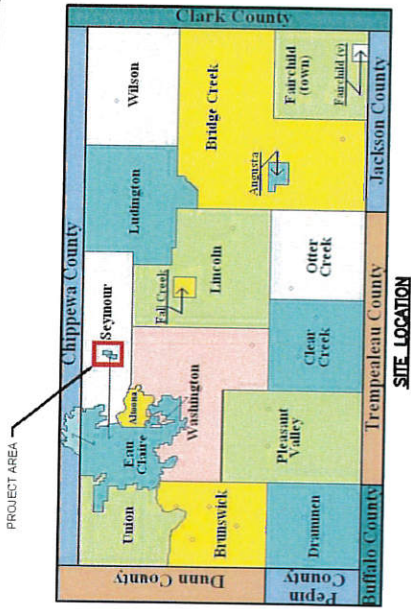 PROJECT AREA
Chippewa County
Clark County
Dunn County
Pepin
County
Buffalo County
Trempealeau County
Jackson County
Union
Eau
Claire
Altoona
Seymour
Ludington
Wilson
Fall Creek
Lincoln
Bridge Creek
Brunswick
Washington
Augusta
Fairchild
(town)
Fairchild (v)
Drammen
Pleasant
Valley
Clear
Creek
Otter
Creek
SITE LOCATION